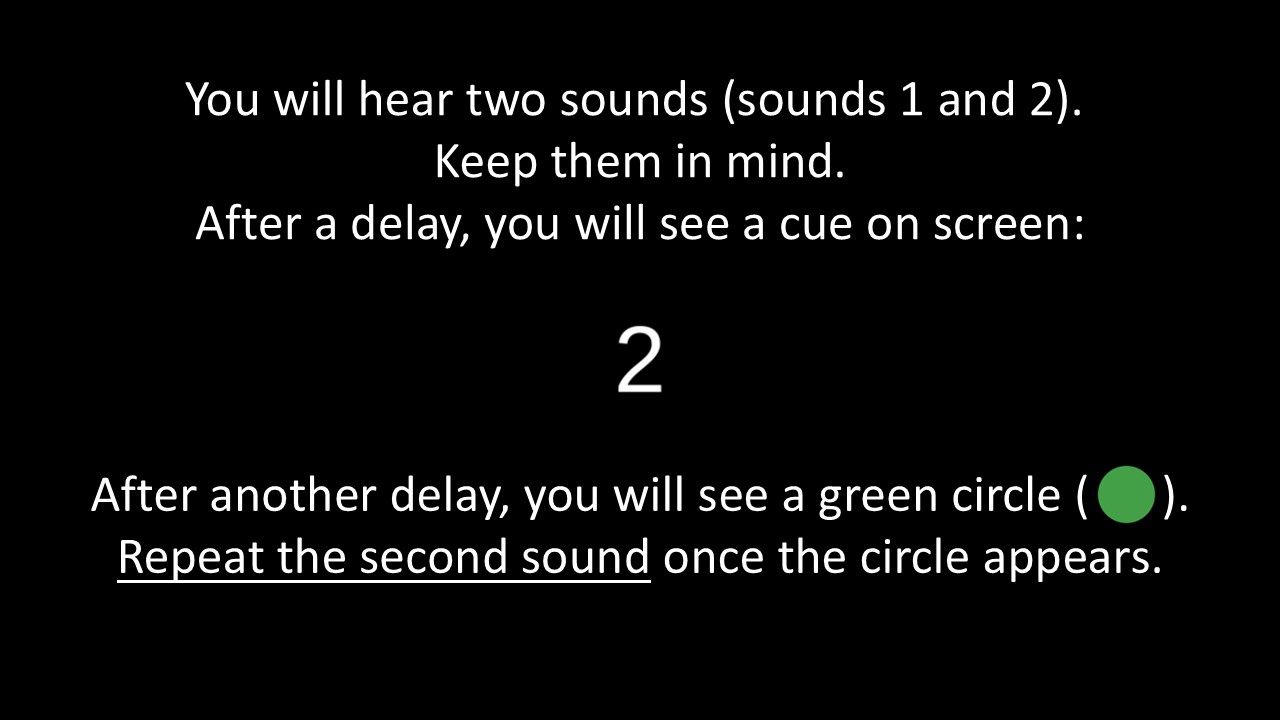 You will hear two sounds (sounds 1 and 2).
Keep them in mind.
After a delay, you will see a cue on screen:
2
After another delay, you will see a green circle ( ).
Repeat the second sound once the circle appears.